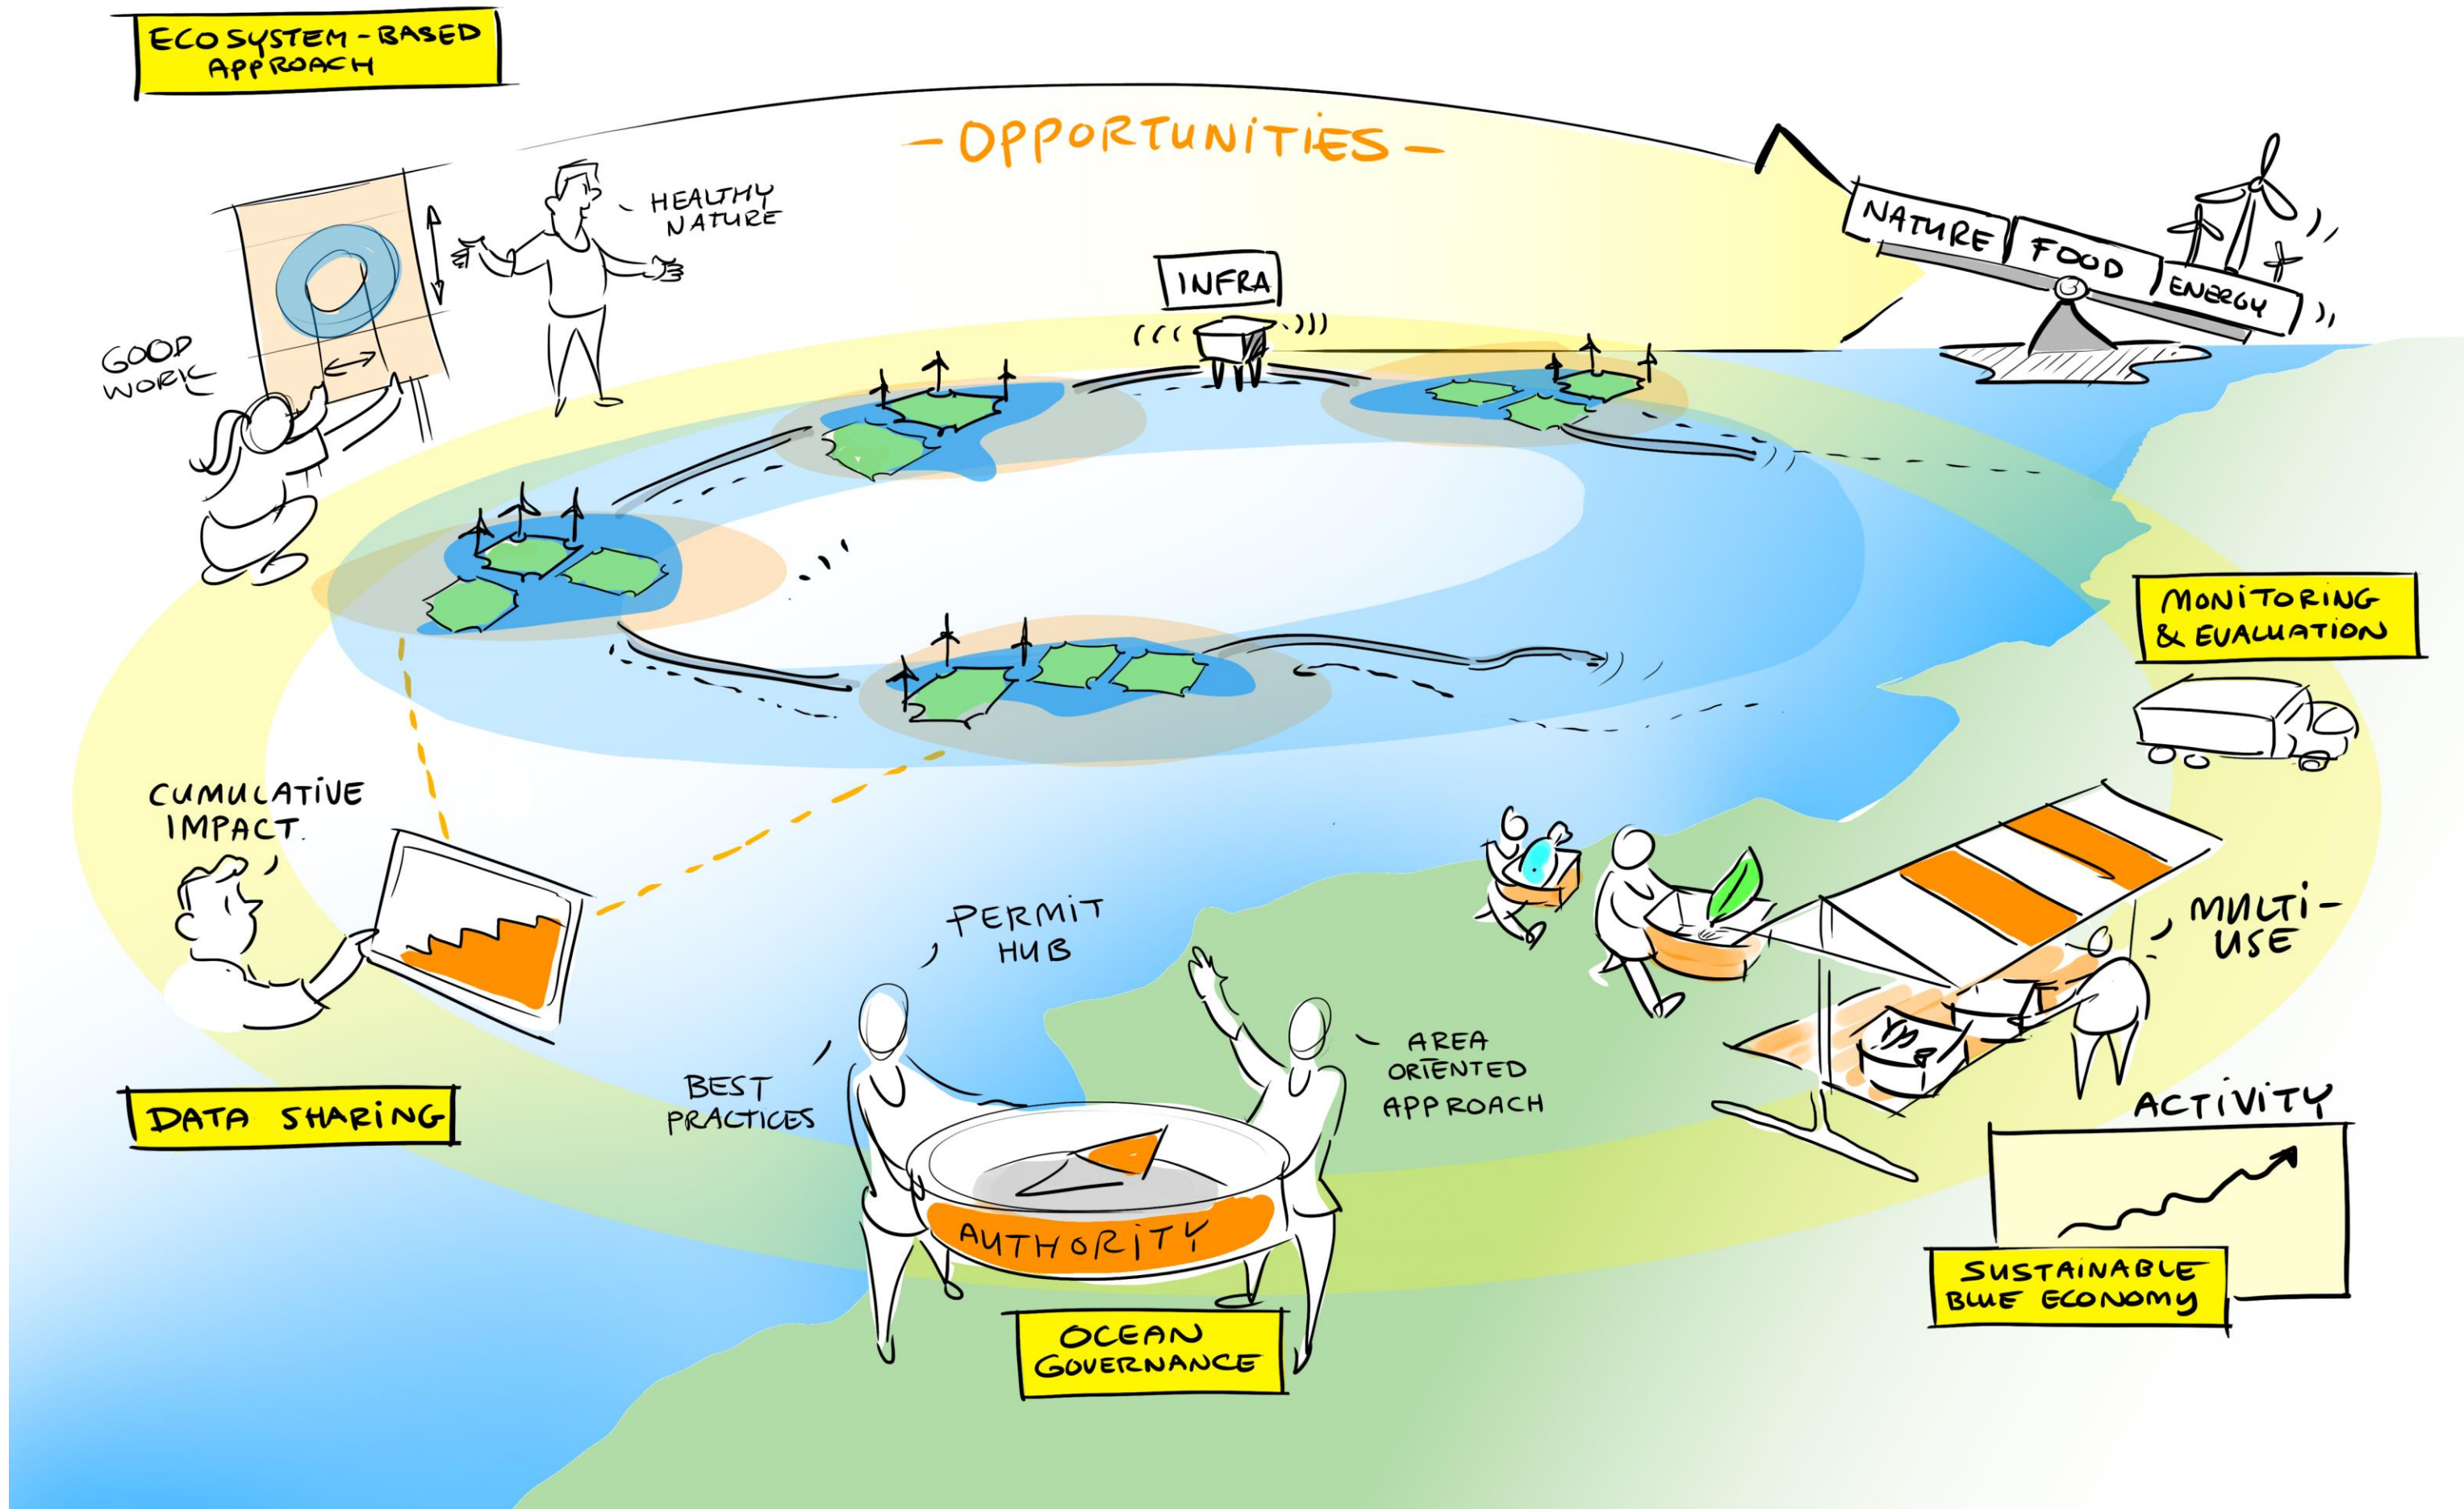 ECOSYSTEM-BASED
APPROACH
- OPPORTUNITIES -
HEALTHY
NATURE
GOOD
WORK
INFRA
NATURE
FOOD
ENERGY
MONITORING
& EVALUATION
CUMULATIVE
IMPACT.
PERMIT
HUB
MULTI-
USE
BEST
PRACTICES
AREA
ORIENTED
APPROACH
DATA SHARING
ACTIVITY
AUTHORITY
SUSTAINABLE
BLUE ECONOMY
OCEAN
GOVERNANCE